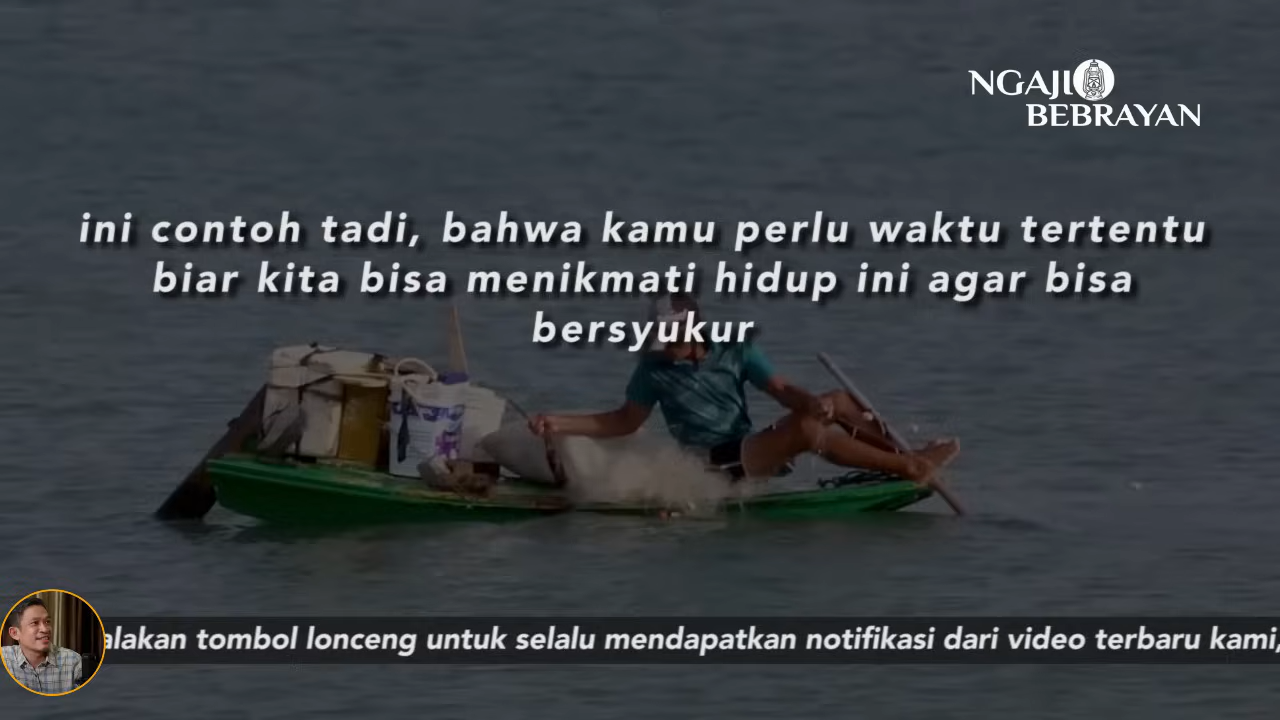 NGAJI
BEBRAYAN
ini contoh tadi, bahwa kamu perlu waktu tertentu
biar kita bisa menikmati hidup ini agar bisa
bersyukur
alakan tombol lonceng untuk selalu mendapatkan notifikasi dari video terbaru kami,